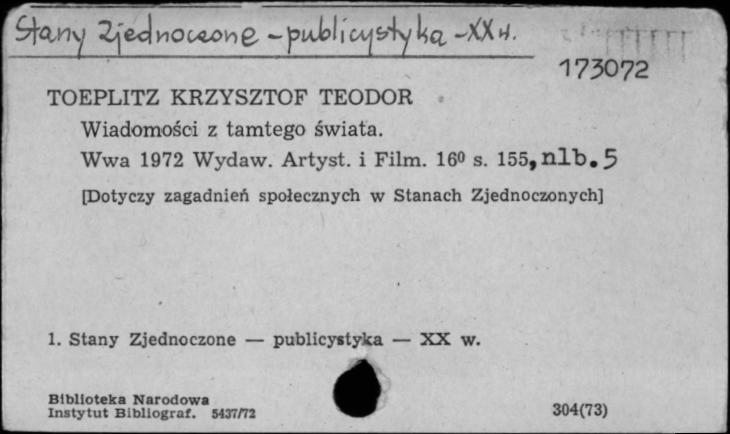 Stany Zjednoczone – publicystyka – XX w.
173072
TOEPLITZ KRZYSZTOF TEODOR
Wiadomości z tamtego świata.
Wwa 1972 Wydaw. Artyst. i Film. 16⁰ s. 155, nlb. 5
[Dotyczy zagadnień społecznych w Stanach Zjednoczonych]
1. Stany Zjednoczone — publicystyka — XX w.
Biblioteka Narodowa
Instytut Bibliograf. 5437/72
304(73)